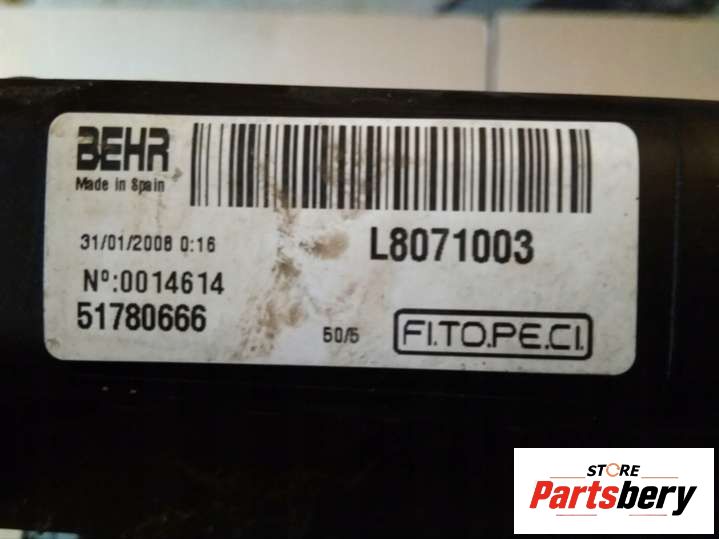 BEHR
Made in Spain
31/01/2008 0:16
L8071003
Nº:0014614
51780666
50/5
FI.TO.PE.CI.
STORE
Partsbery